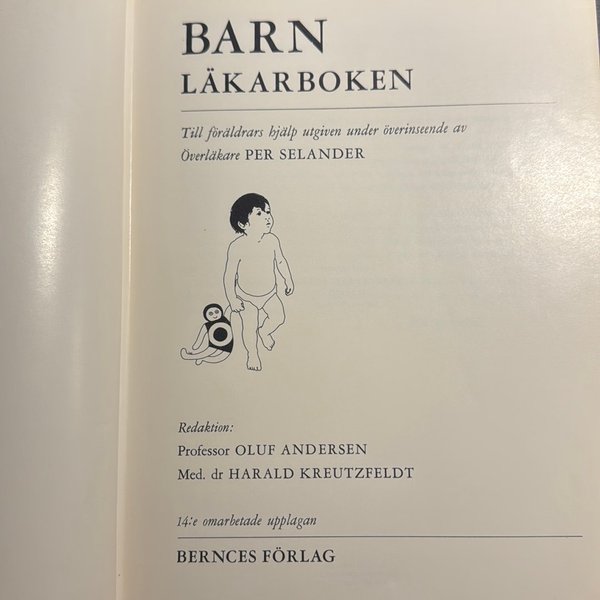 BARN
LÄKARBOKEN
Till föräldrars hjälp utgiven under överinseende av
Överläkare PER SELANDER
Redaktion:
Professor OLUF ANDERSEN
Med. dr HARALD KREUTZFELDT
14:e omarbetade upplagan
BERNCES FÖRLAG